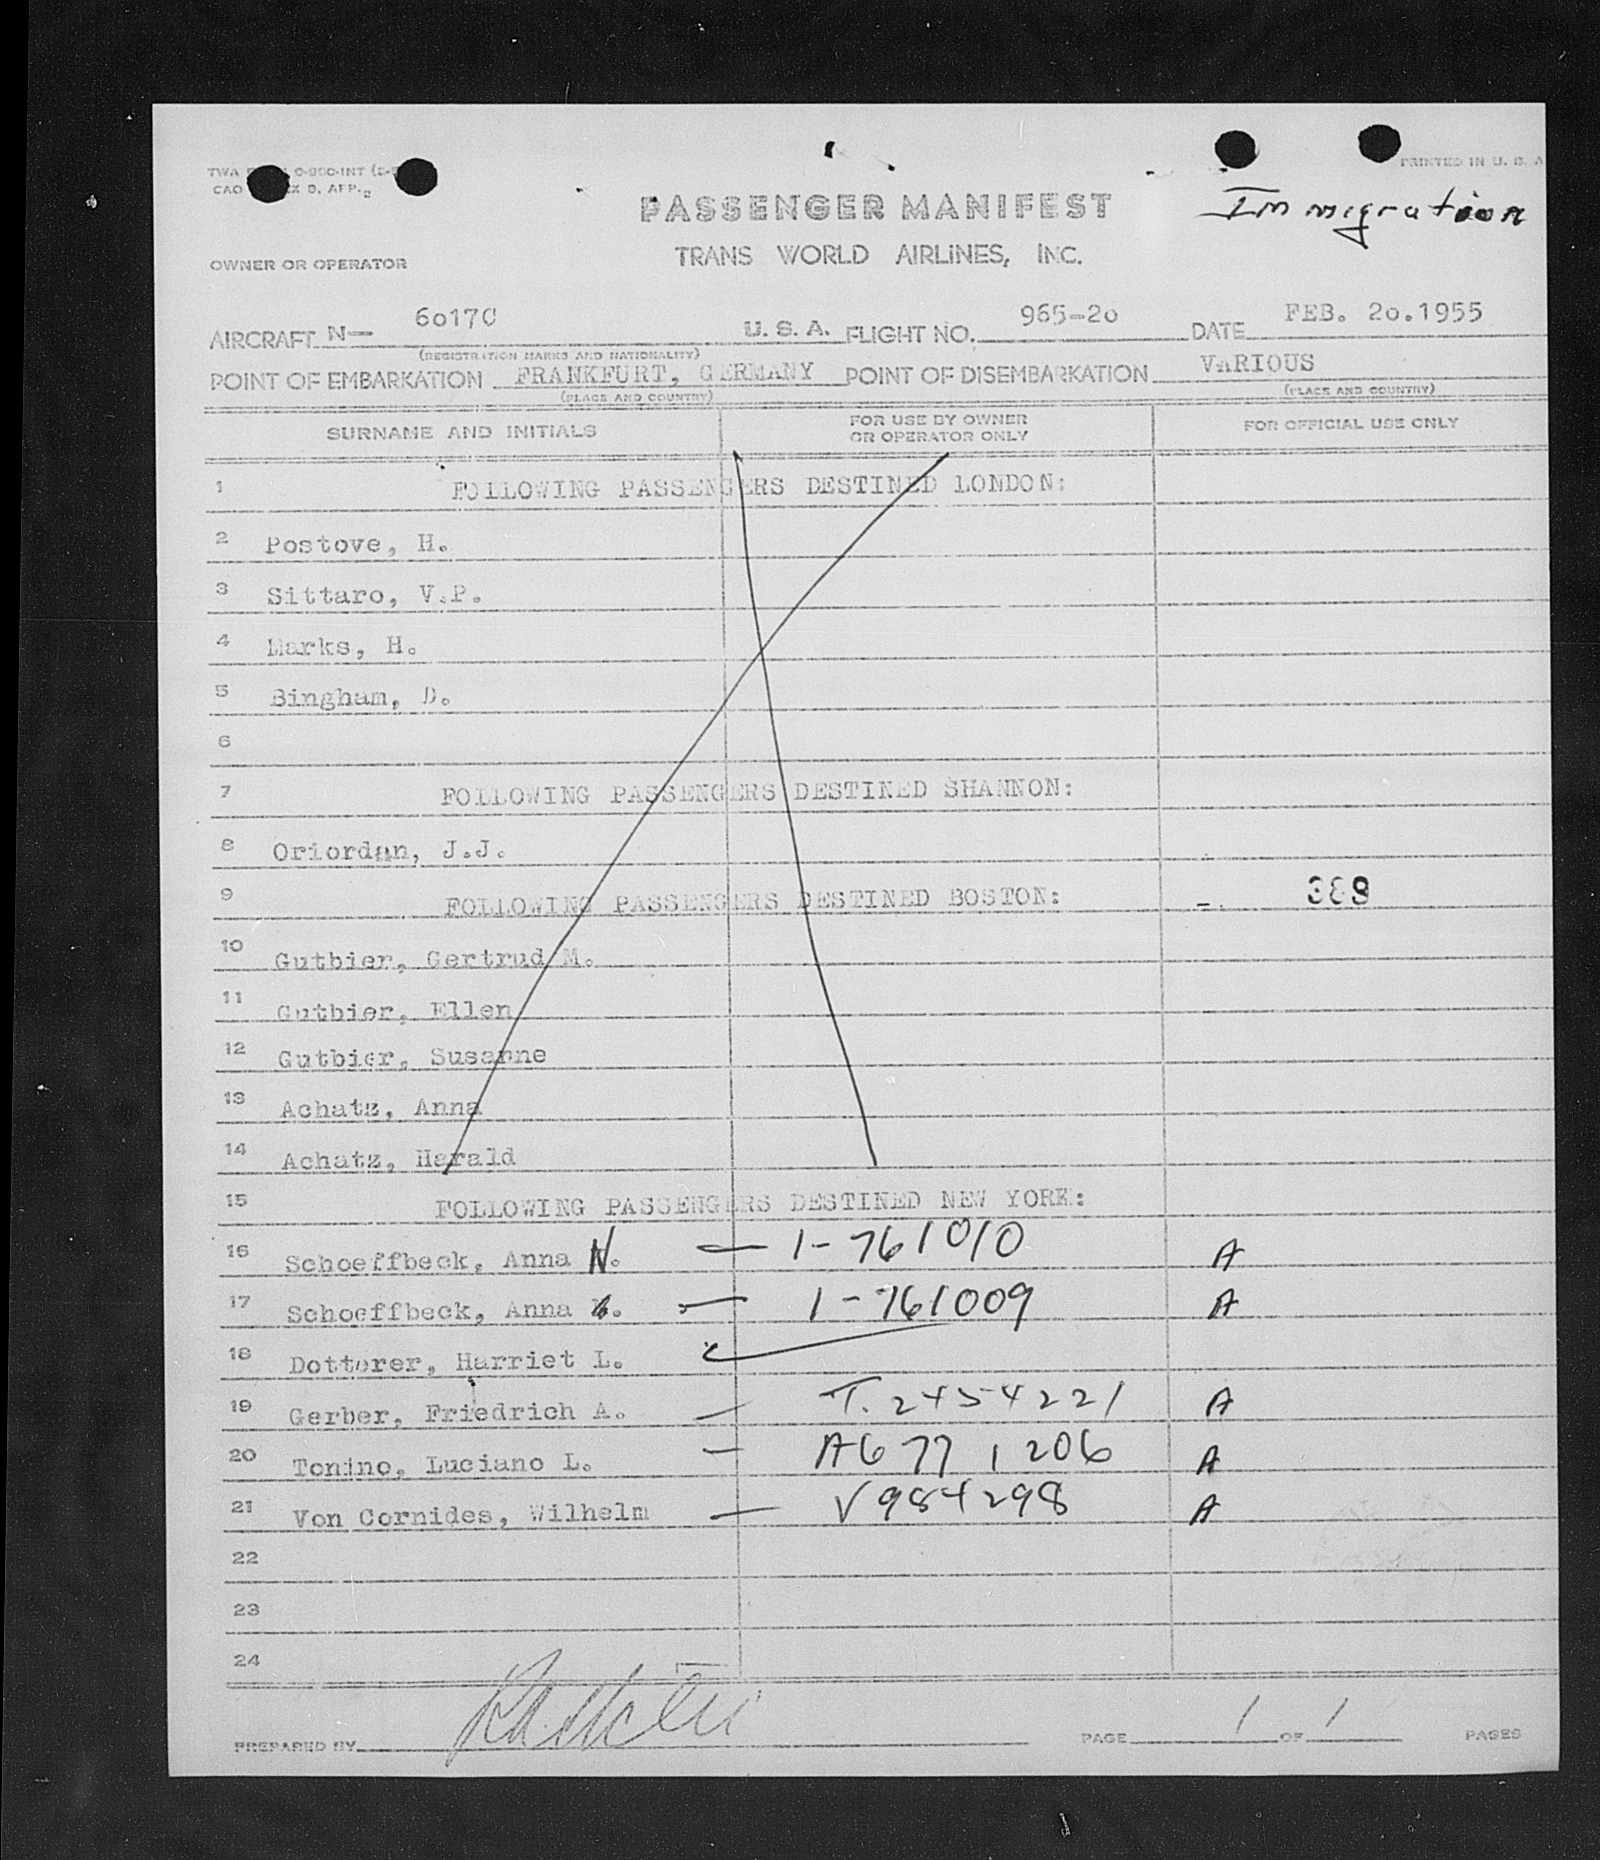 PRINTED IN U. S. A
CAO
PASSENGER MANIFEST
Immigration
TRANS WORLD AIRLINES, INC.
OWNER OR OPERATOR
AIRCRAFT N— 6017C U. S. A. FLIGHT NO. 965-20 DATE FEB. 20.1955
(REGISTRATION MARKS AND NATIONALITY)
POINT OF EMBARKATION FRANKFURT, GERMANY POINT OF DISEMBARKATION VARIOUS
(PLACE AND COUNTRY) (PLACE AND COUNTRY)
SURNAME AND INITIALS FOR USE BY OWNER OR OPERATOR ONLY FOR OFFICIAL USE ONLY
1 FOLLOWING PASSENGERS DESTINED LONDON:
2 Postove, H.
3 Sittaro, V.P.
4 Marks, H.
5 Bingham, D.
6
7 FOLLOWING PASSENGERS DESTINED SHANNON:
8 Oriordan, J.J.
9 FOLLOWING PASSENGERS DESTINED BOSTON: 389
10 Gutbier, Gertrud M.
11 Gutbier, Ellen
12 Gutbier, Susanne
13 Achatz, Anna
14 Achatz, Harald
15 FOLLOWING PASSENGERS DESTINED NEW YORK:
16 Schoeffbeck, Anna N. — 1-761010 A
17 Schoeffbeck, Anna — 1-761009 A
18 Dotterer, Harriet L.
19 Gerber, Friedrich A. — T. 2454221 A
20 Tonino, Luciano L. — A6 771206 A
21 Von Cornides, Wilhelm — V984298 A
22
23
24
PREPARED BY PAGE 1 OF 1 PAGES